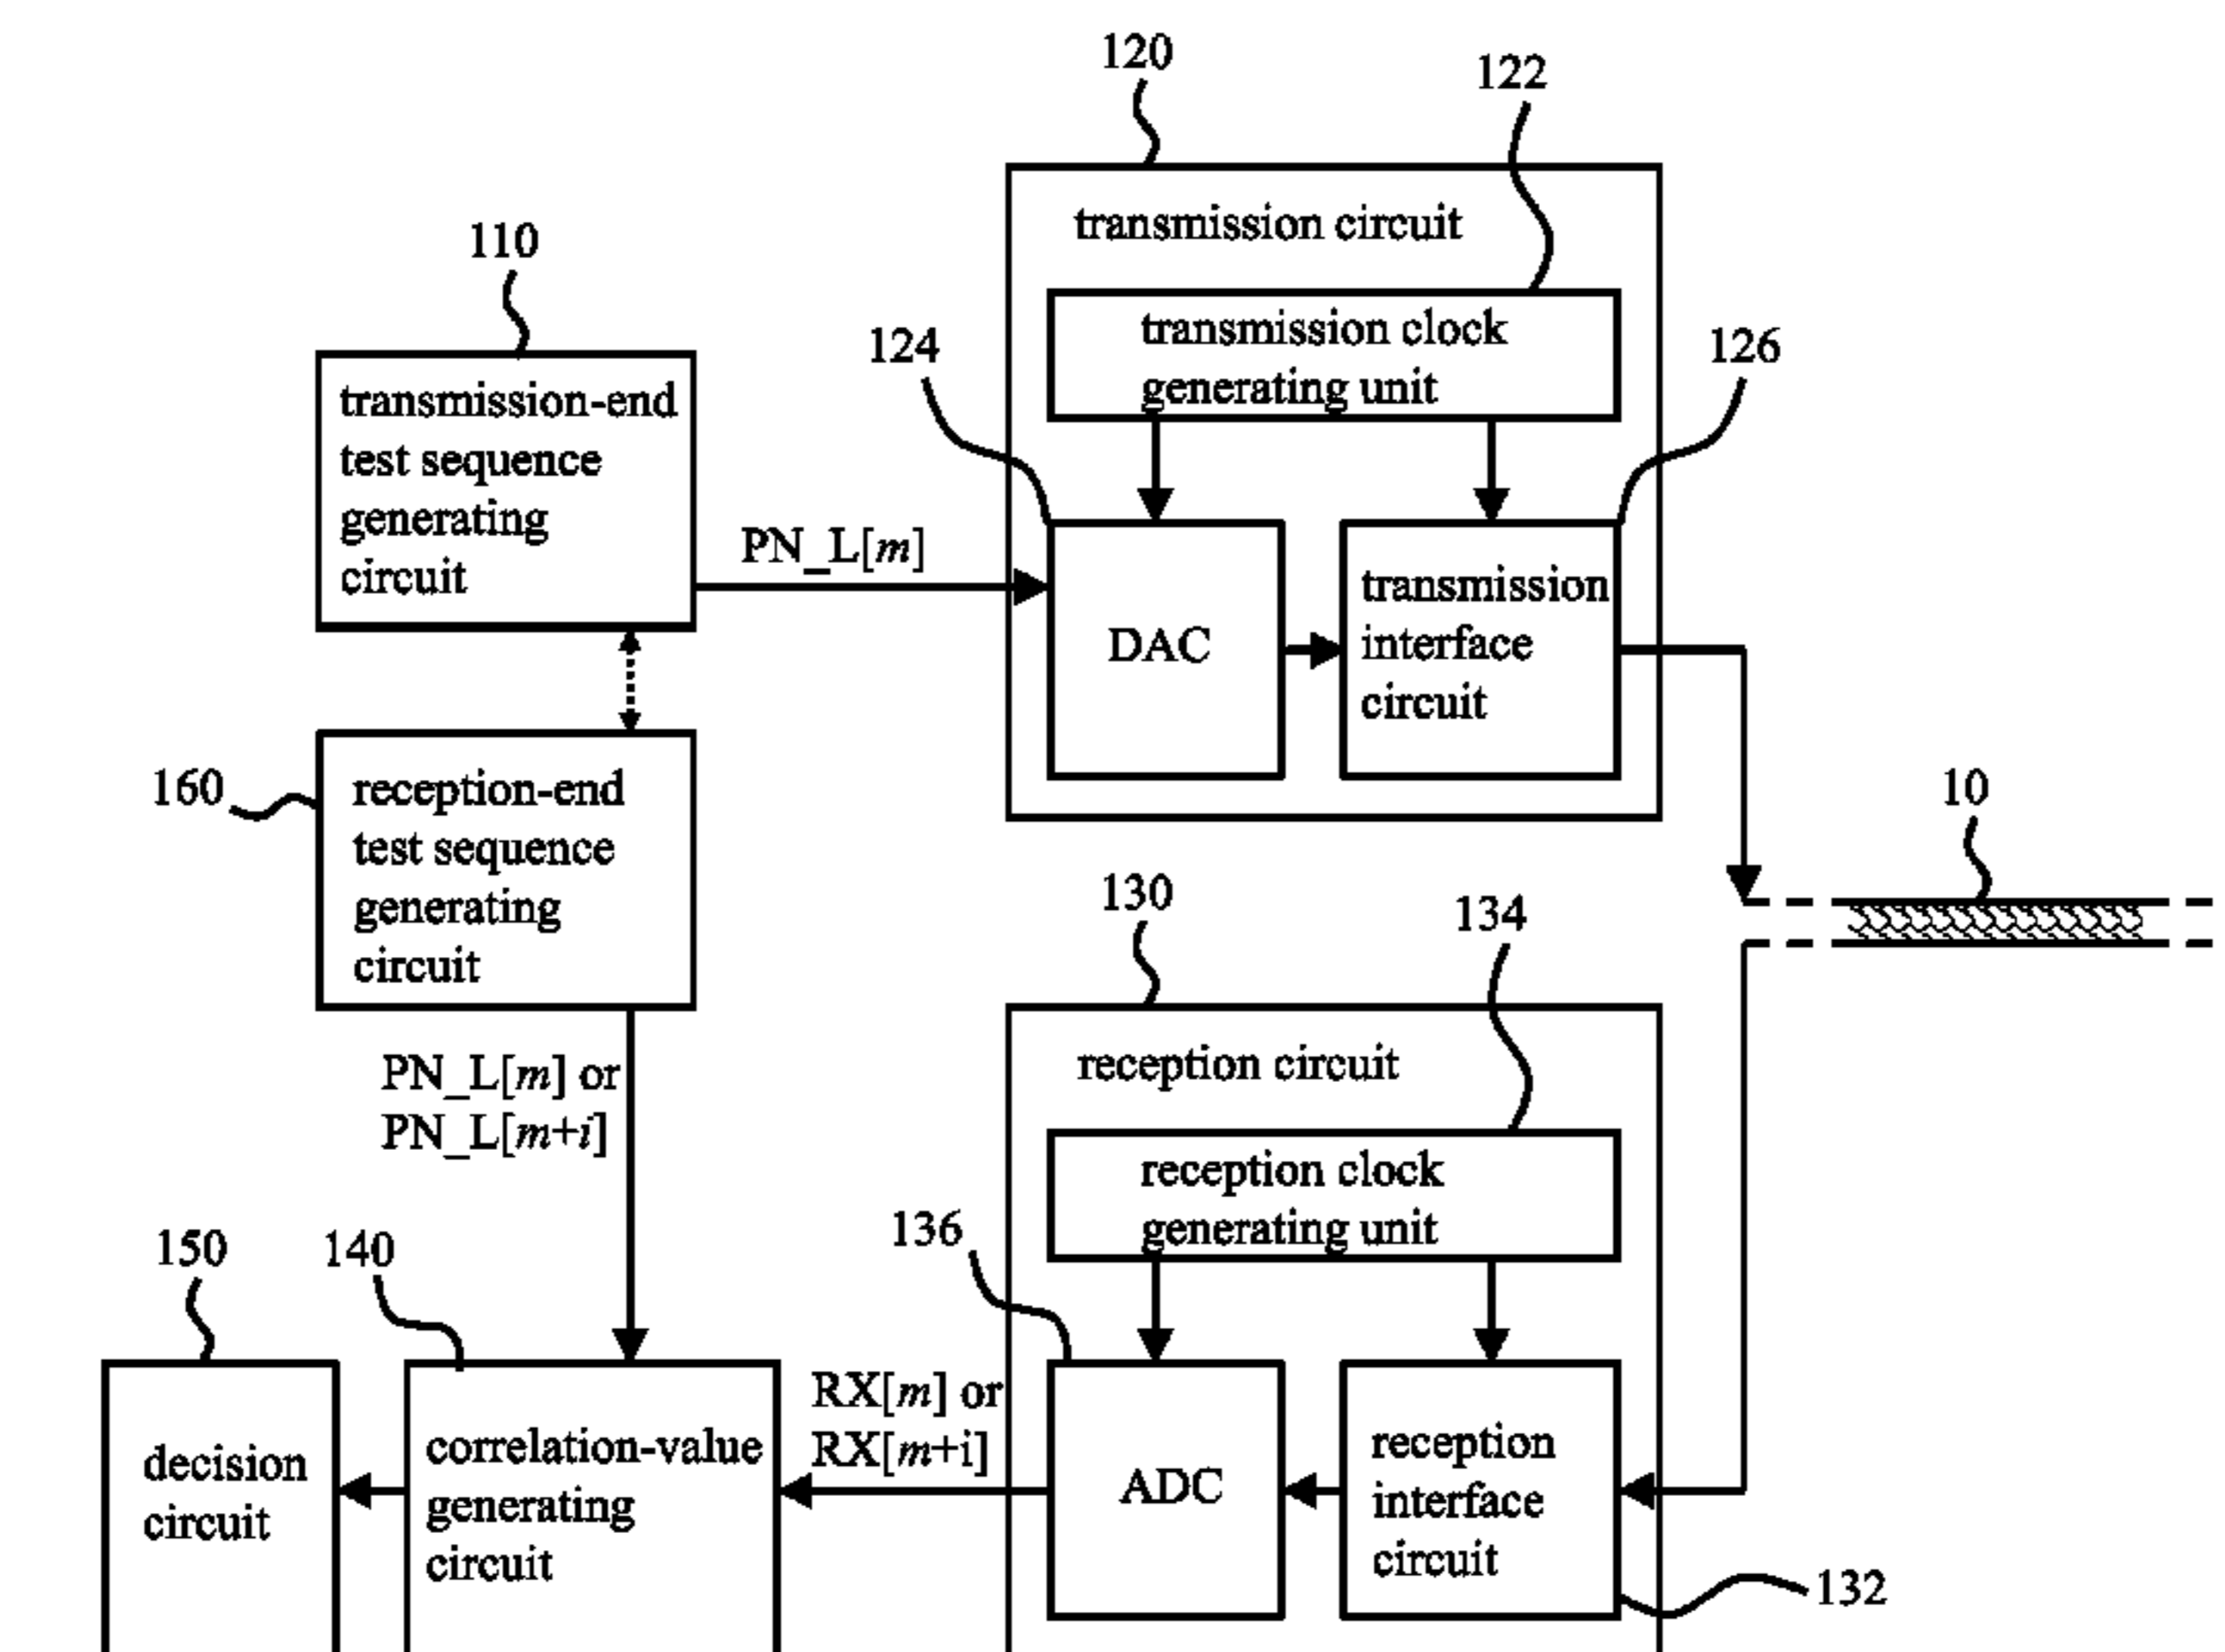 120
122
transmission circuit
110
transmission clock
generating unit
124
126
transmission-end
test sequence
generating
circuit
PN_L[m]
DAC
transmission
interface
circuit
160
reception-end
test sequence
generating
circuit
10
130
134
PN_L[m] or
PN_L[m+i]
reception circuit
reception clock
generating unit
136
150
140
RX[m] or
RX[m+i]
decision
circuit
correlation-value
generating
circuit
ADC
reception
interface
circuit
132